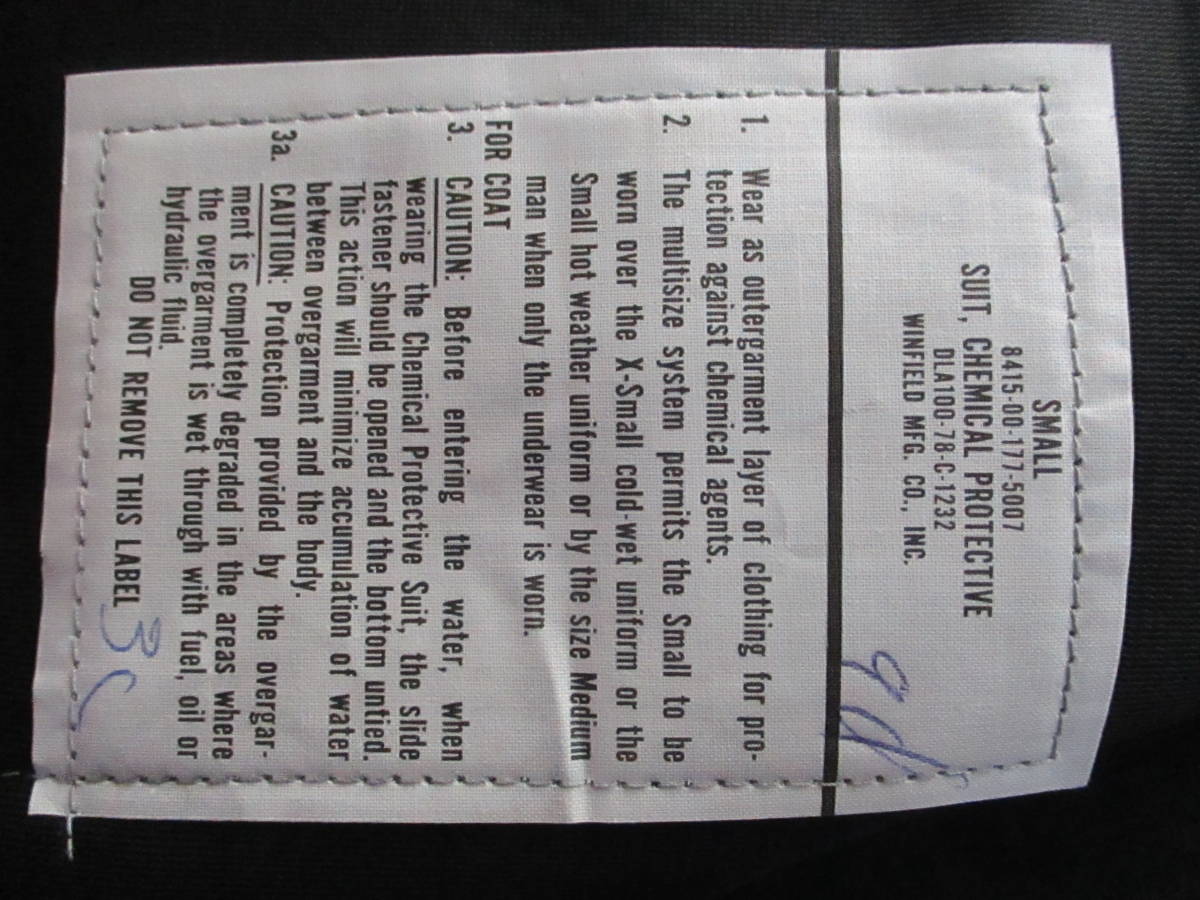 SMALL
8415-00-177-5007
SUIT, CHEMICAL PROTECTIVE
DLA100-78-C-1232
WINFIELD MFG. CO., INC.
1. Wear as outergarment layer of clothing for pro-
tection against chemical agents.
2. The multisize system permits the Small to be
worn over the X-Small cold-wet uniform or the
Small hot weather uniform or by the size Medium
man when only the underwear is worn.
FOR COAT
3. CAUTION: Before entering the water, when
wearing the Chemical Protective Suit, the slide
fastener should be opened and the bottom untied.
This action will minimize accumulation of water
between overgarment and the body.
3a. CAUTION: Protection provided by the overgar-
ment is completely degraded in the areas where
the overgarment is wet through with fuel, oil or
hydraulic fluid.
DO NOT REMOVE THIS LABEL